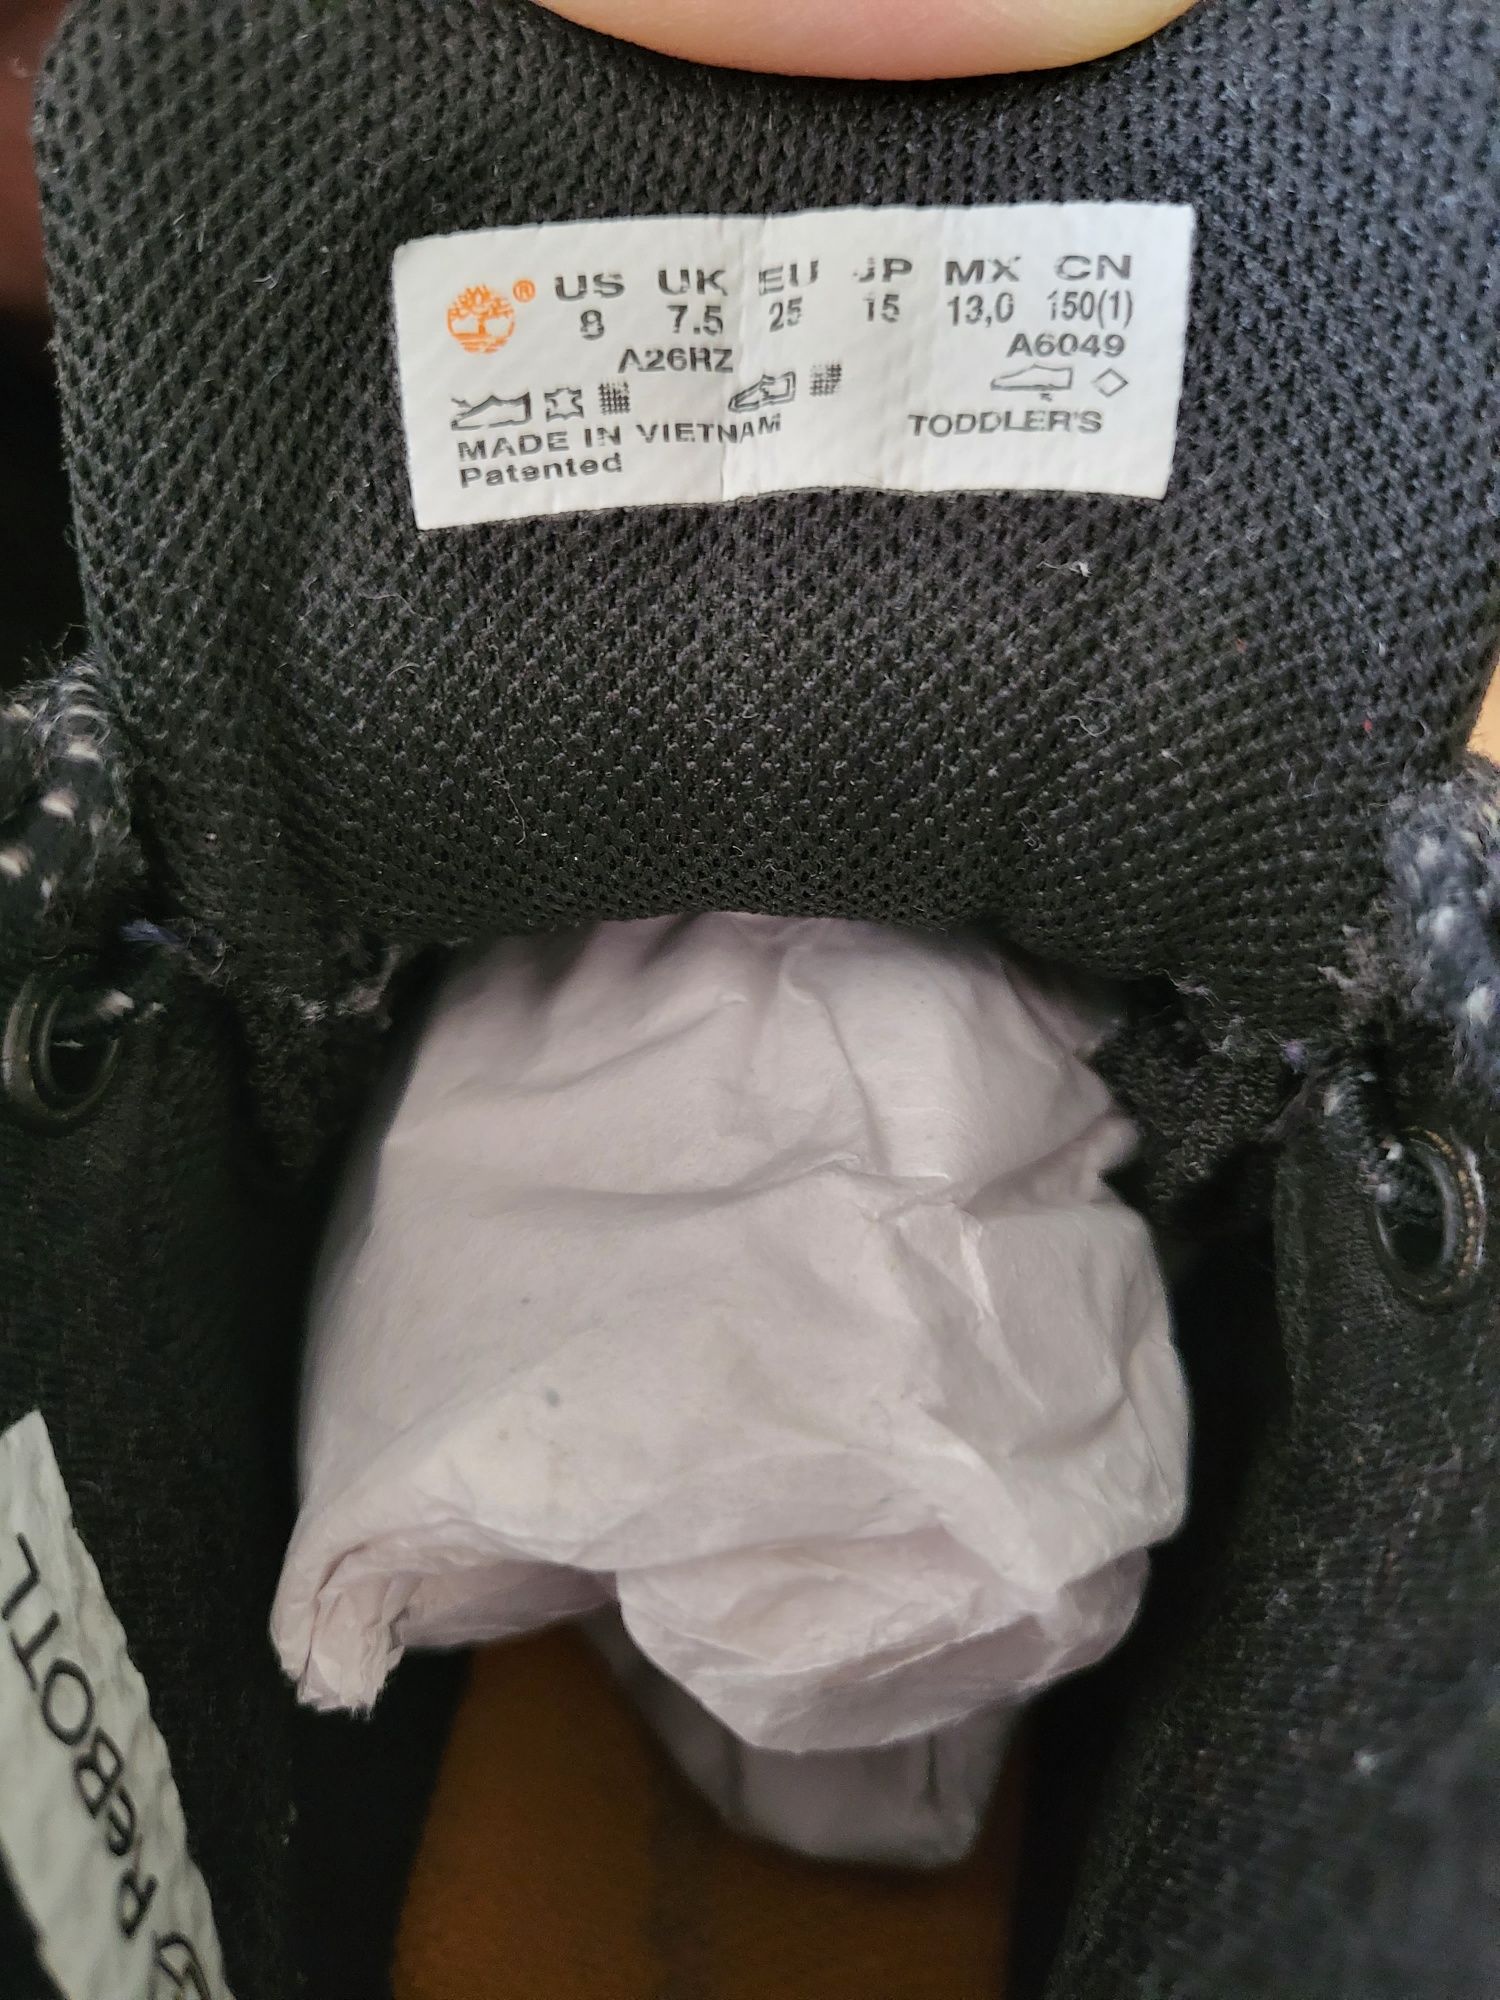 ® US UK EU JP MX CN
8 7.5 25 15 13,0 150(1)
A26RZ A6049
MADE IN VIETNAM TODDLER'S
Patented
ReBOTL